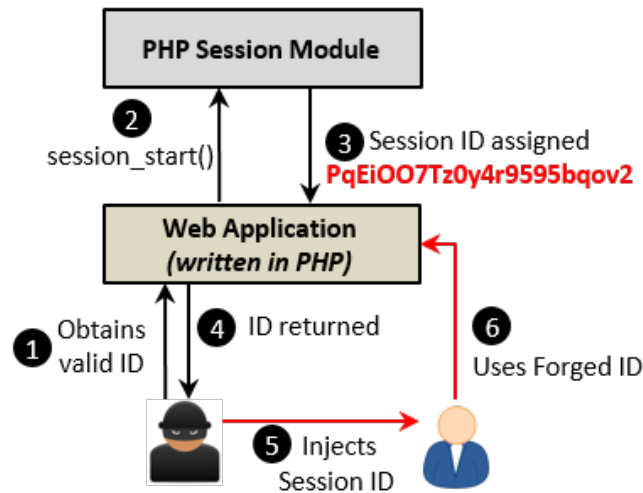 PHP Session Module
2
session_start()
3 Session ID assigned
PqEiOO7Tz0y4r9595bqov2
Web Application
(written in PHP)
1 Obtains
valid ID
4 ID returned
6
Uses Forged ID
5 Injects
Session ID